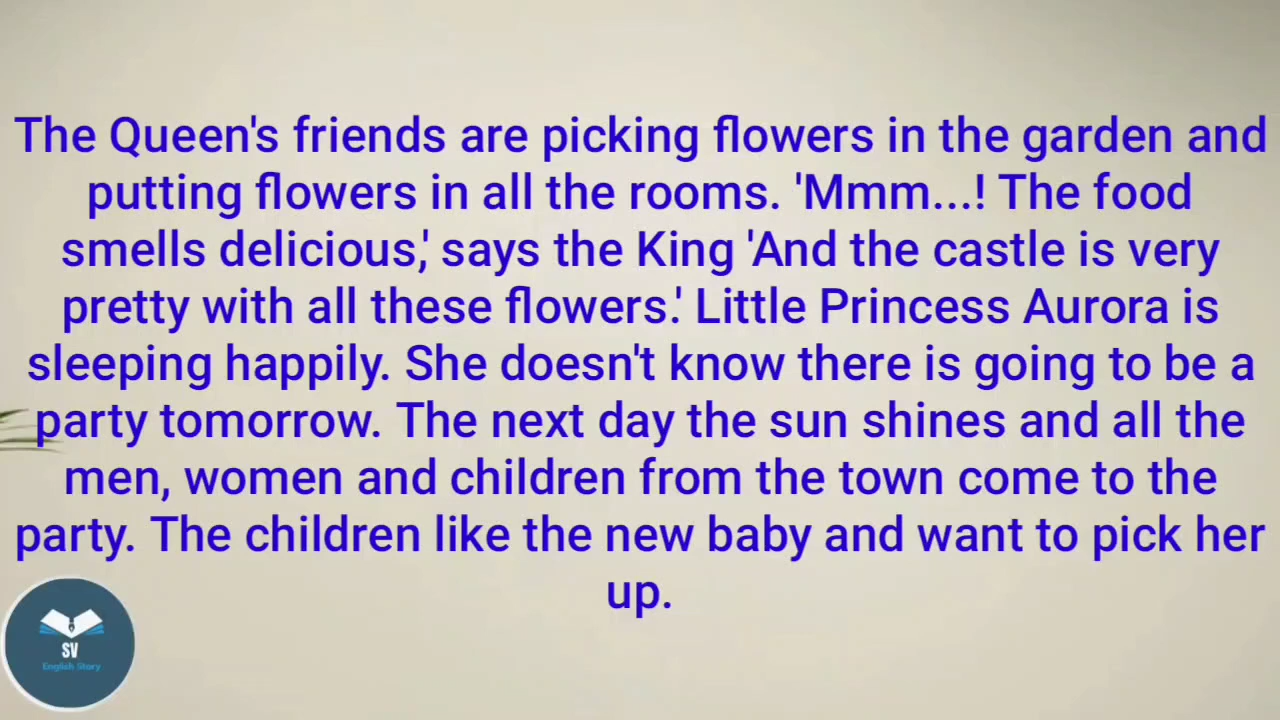 The Queen's friends are picking flowers in the garden and
putting flowers in all the rooms. 'Mmm...! The food
smells delicious,' says the King 'And the castle is very
pretty with all these flowers.' Little Princess Aurora is
sleeping happily. She doesn't know there is going to be a
party tomorrow. The next day the sun shines and all the
men, women and children from the town come to the
party. The children like the new baby and want to pick her
up.
SV
English Story